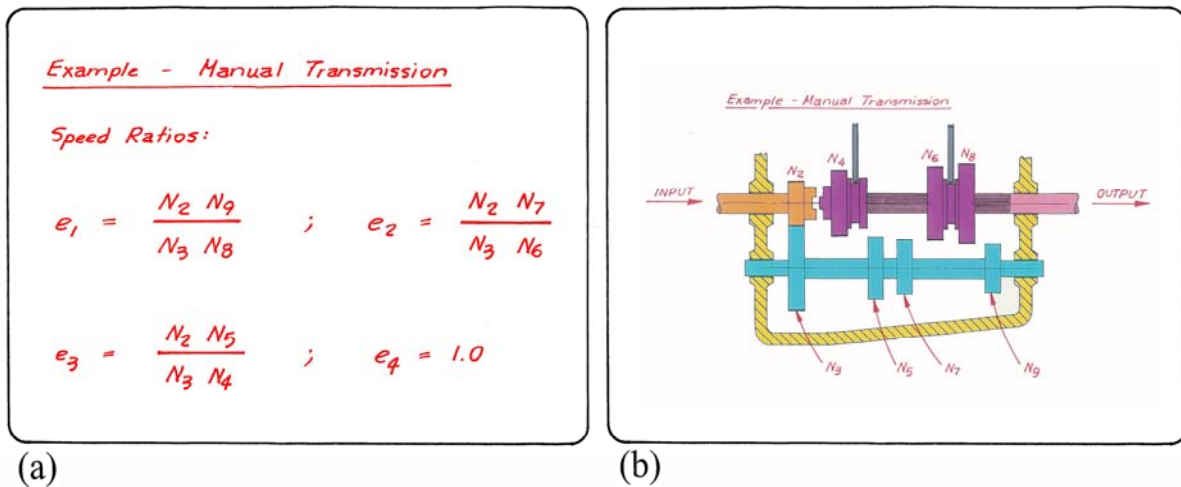 Example - Manual Transmission
Speed Ratios:
e₁ = N₂ N₉ / N₃ N₈ ; e₂ = N₂ N₇ / N₃ N₆
e₃ = N₂ N₅ / N₃ N₄ ; e₄ = 1.0
(a)
Example - Manual Transmission
N₄ N₆ N₈
N₂
INPUT OUTPUT
N₃ N₅ N₇ N₉
(b)